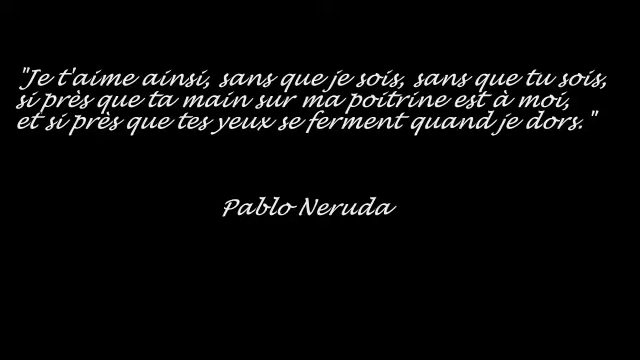 "Je t'aime ainsi, sans que je sois, sans que tu sois,
si près que ta main sur ma poitrine est à moi,
et si près que tes yeux se ferment quand je dors."
Pablo Neruda